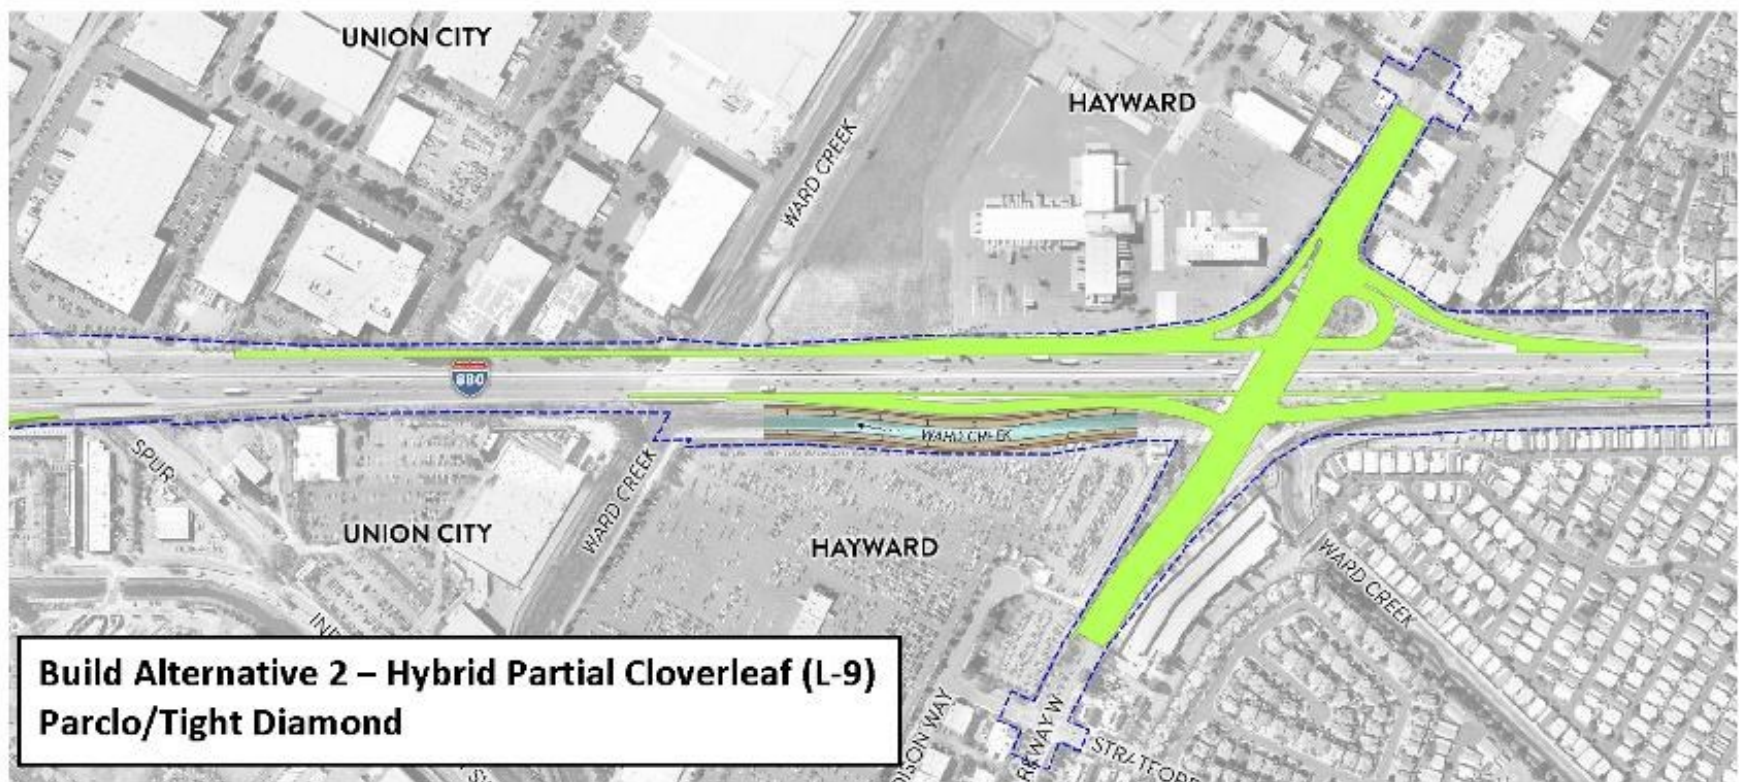 UNION CITY
HAYWARD
WARD CREEK
880
WARD CREEK
SPUR
WARD CREEK
UNION CITY
HAYWARD
WARD CREEK
Build Alternative 2 – Hybrid Partial Cloverleaf (L-9)
Parclo/Tight Diamond